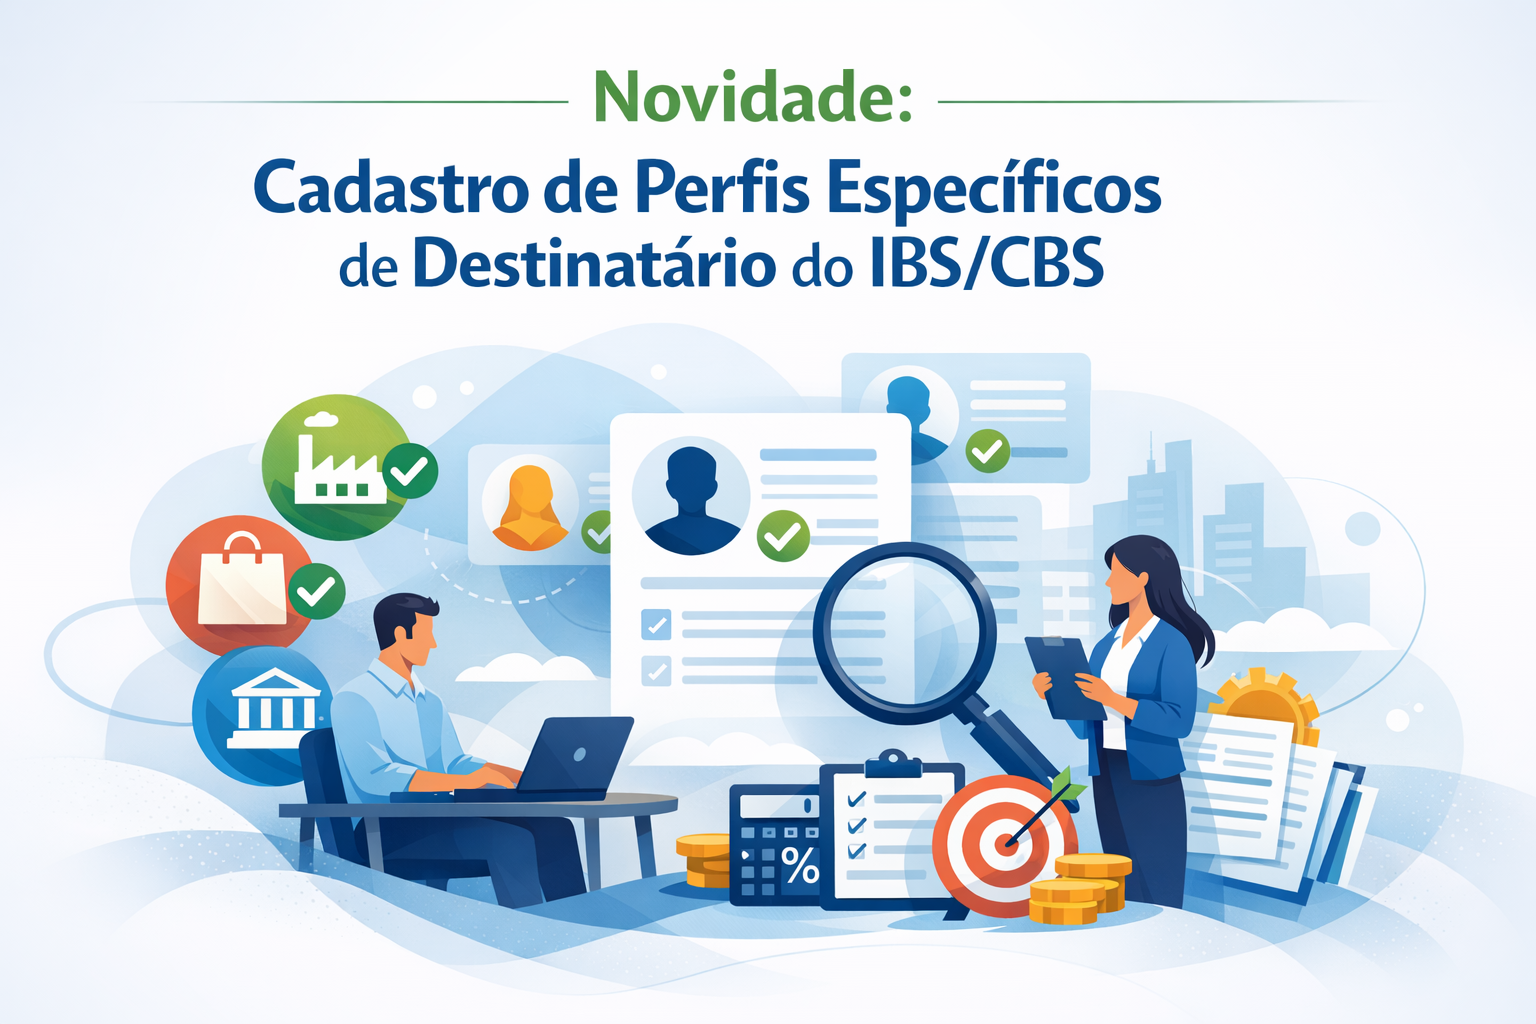 Novidade:
Cadastro de Perfis Específicos
de Destinatário do IBS/CBS
%